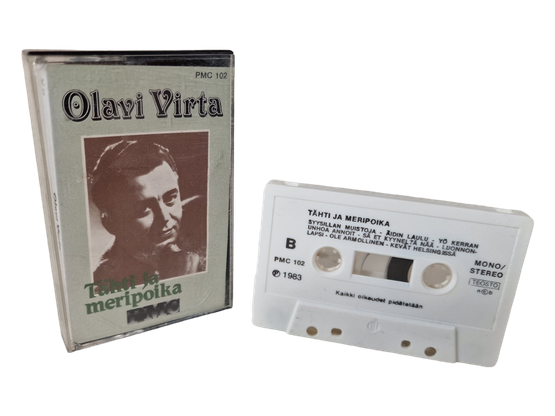 PMC 102
Olavi Virta
Tähti ja
meripoika
PMC
TÄHTI JA MERIPOIKA
SYYSILLAN MUISTOJA - ÄIDIN LAULU - YÖ KERRAN
UNHOA ANNOIT - SÄ ET KYYNELTÄ NÄÄ - LUONNON-
LAPSI - OLE ARMOLLINEN - KEVÄT HELSINGISSÄ
B
PMC 102
℗ 1983
MONO/
STEREO
TEOSTO
Kaikki oikeudet pidätetään